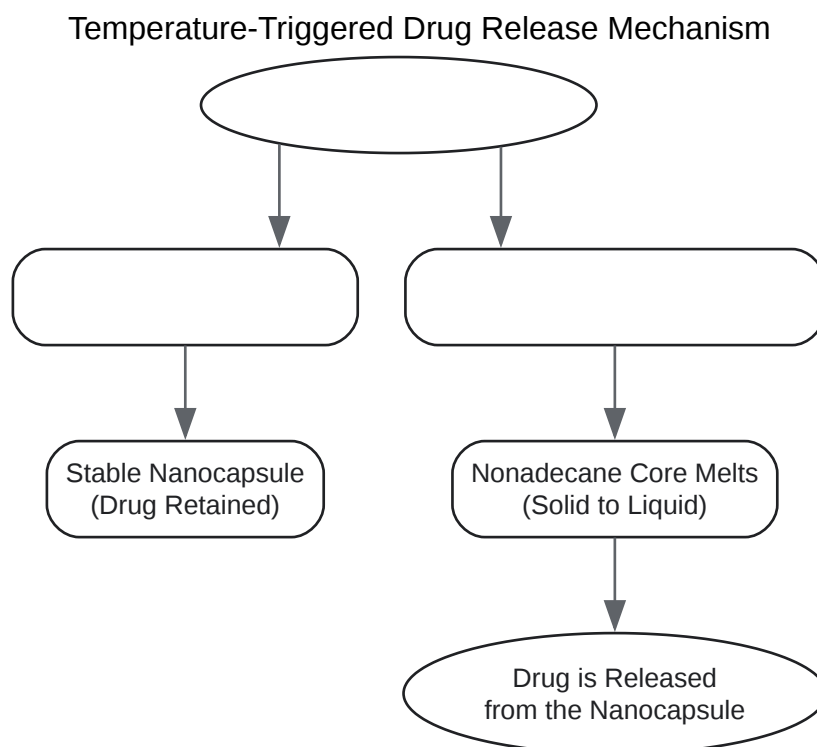 Temperature-Triggered Drug Release Mechanism
Stable Nanocapsule
(Drug Retained)
Nonadecane Core Melts
(Solid to Liquid)
Drug is Released
from the Nanocapsule